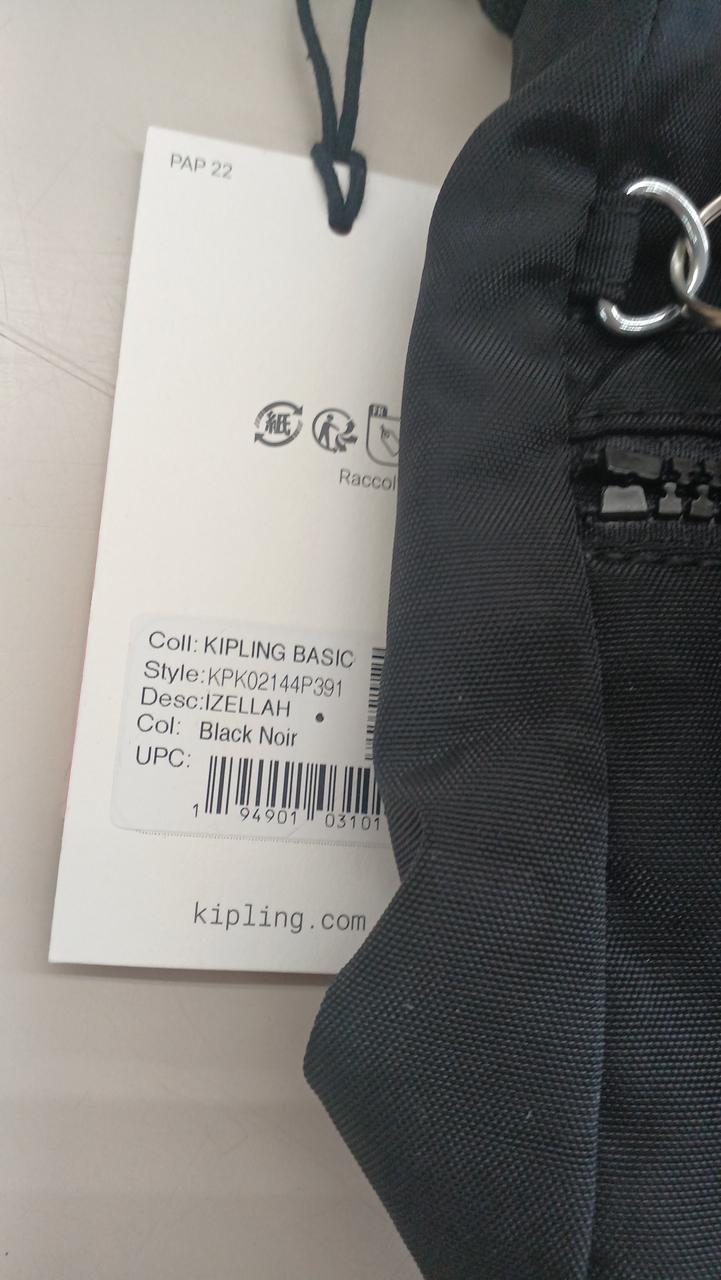 PAP 22
紙
FR
Raccol
Coll: KIPLING BASIC
Style:KPK02144P391
Desc:IZELLAH
Col: Black Noir
UPC:
1 94901 03101
kipling.com